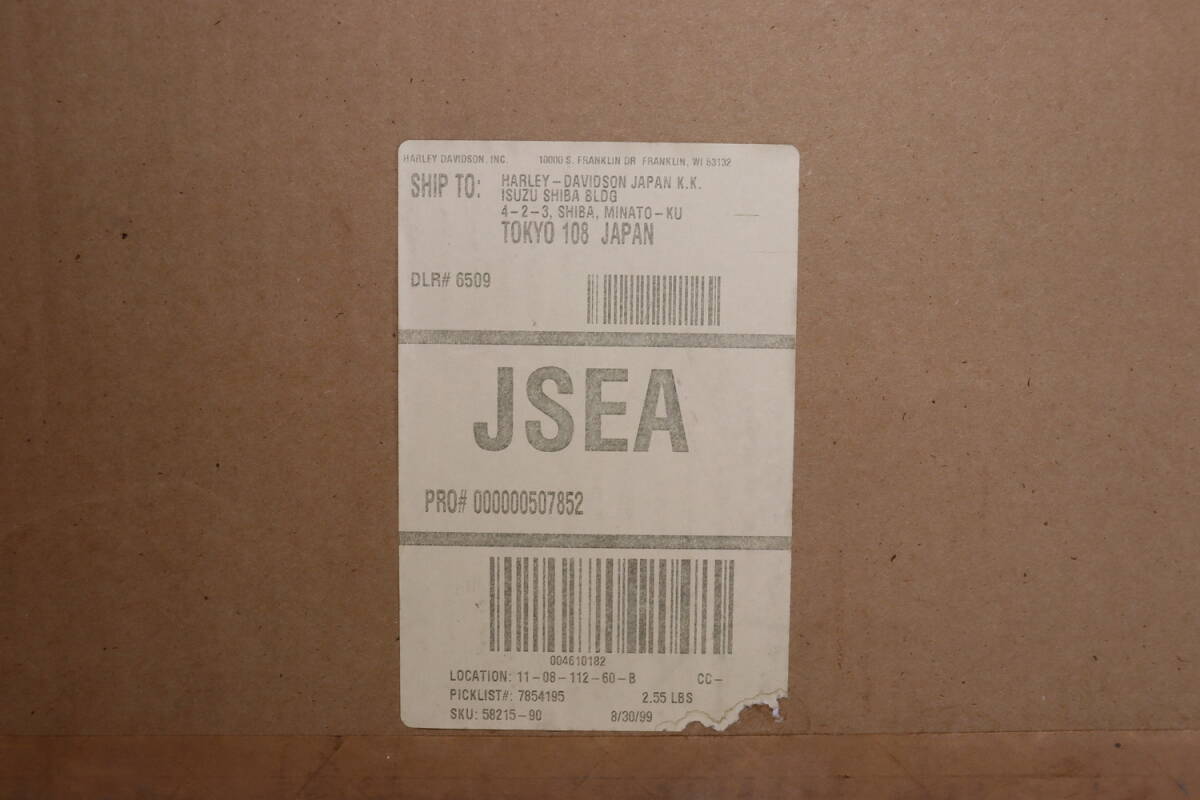 HARLEY DAVIDSON, INC. 10000 S. FRANKLIN DR FRANKLIN, WI 53132
SHIP TO: HARLEY-DAVIDSON JAPAN K.K.
ISUZU SHIBA BLDG
4-2-3, SHIBA, MINATO-KU
TOKYO 108 JAPAN
DLR# 6509
JSEA
PRO# 000000507852
004610182
LOCATION: 11-08-112-60-B CC-
PICKLIST#: 7854195 2.55 LBS
SKU: 58215-90 8/30/99